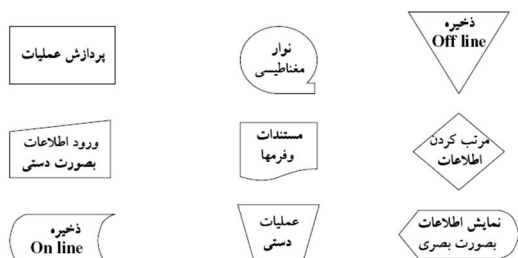 ذخیره
Off line
نوار
مغناطیسی
پردازش عملیات
مرتب کردن
اطلاعات
مستندات
وفرمها
ورود اطلاعات
بصورت دستی
نمایش اطلاعات
بصورت بصری
عملیات
دستی
ذخیره
On line